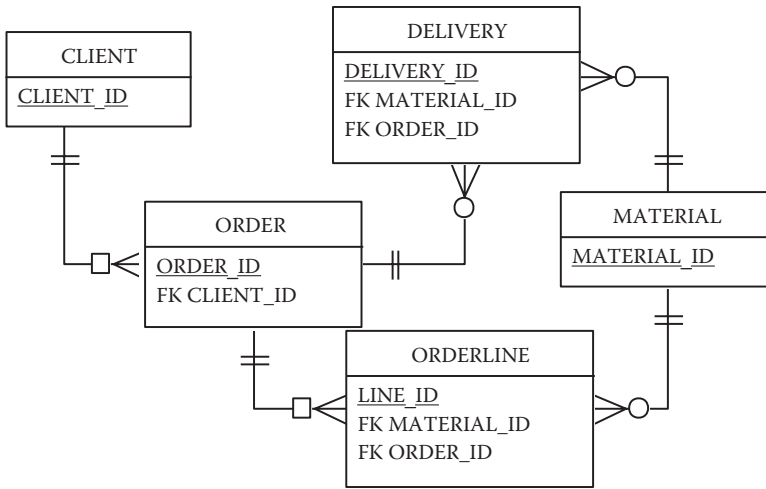 CLIENT
CLIENT_ID
DELIVERY
DELIVERY_ID
FK MATERIAL_ID
FK ORDER_ID
ORDER
ORDER_ID
FK CLIENT_ID
MATERIAL
MATERIAL_ID
ORDERLINE
LINE_ID
FK MATERIAL_ID
FK ORDER_ID